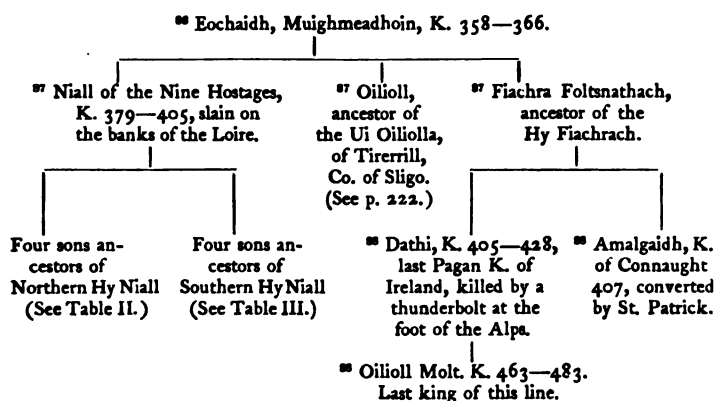 ⁸⁶ Eochaidh, Muighmeadhoin, K. 358—366.
⁸⁷ Niall of the Nine Hostages,
K. 379—405, slain on
the banks of the Loire.
⁸⁷ Oilioll,
ancestor of
the Ui Oiliolla,
of Tirerrill,
Co. of Sligo.
(See p. 222.)
⁸⁷ Fiachra Foltsnathach,
ancestor of the
Hy Fiachrach.
Four sons an-
cestors of
Northern Hy Niall
(See Table II.)
Four sons an-
cestors of
Southern Hy Niall
(See Table III.)
Dathi, K. 405—428,
last Pagan K. of
Ireland, killed by a
thunderbolt at the
foot of the Alps.
Amalgaidh, K.
of Connaught
407, converted
by St. Patrick.
Oilioll Molt. K. 463—483.
Last king of this line.